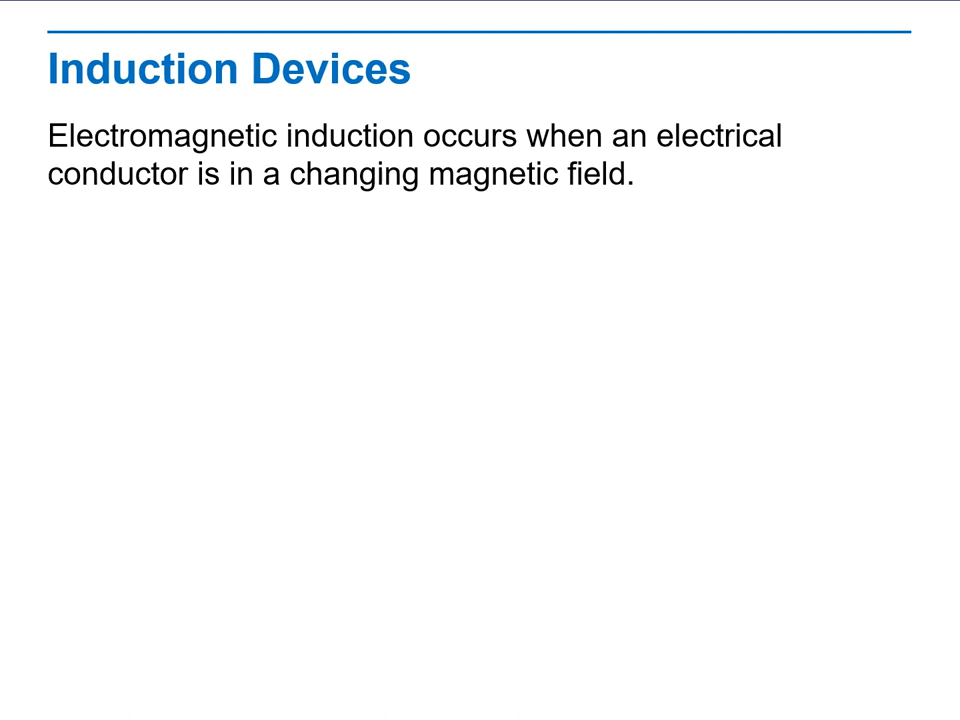 Induction Devices
Electromagnetic induction occurs when an electrical
conductor is in a changing magnetic field.